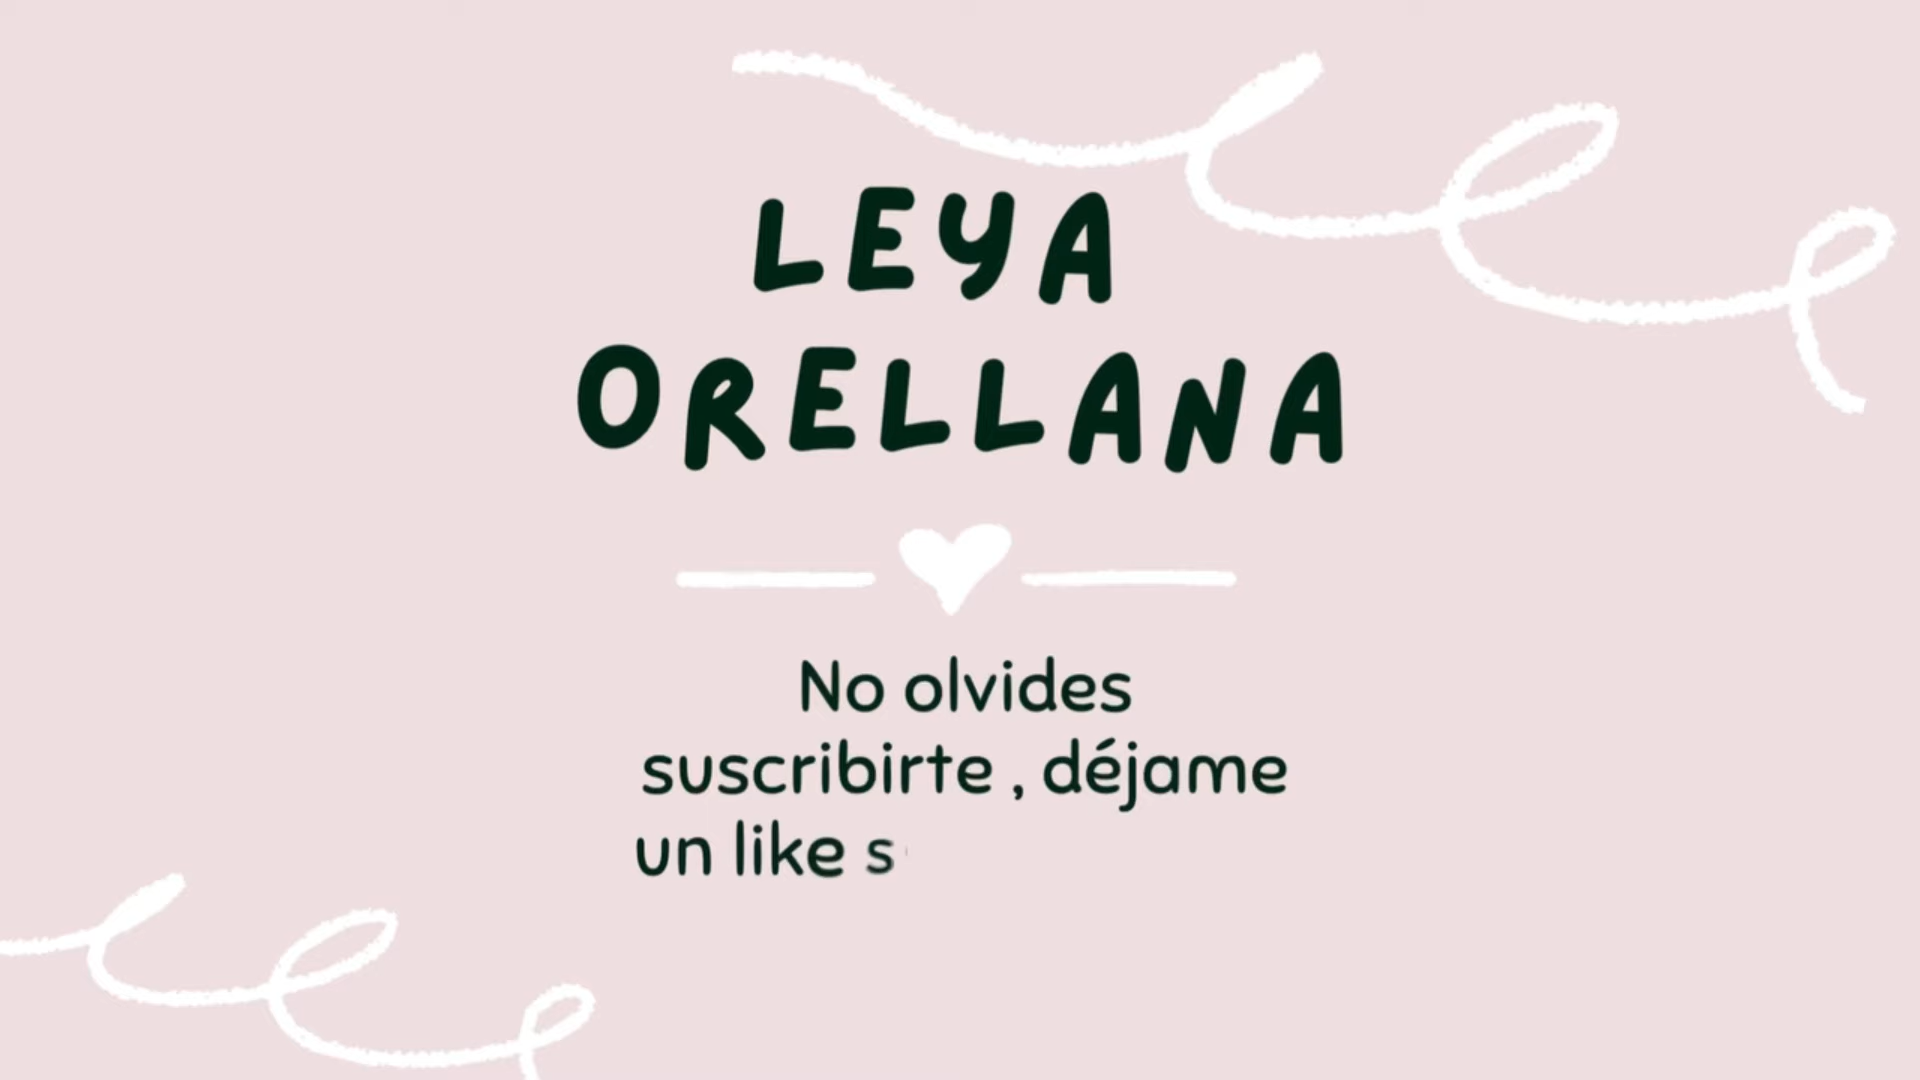 LEYA
ORELLANA
No olvides
suscribirte , déjame
un like s